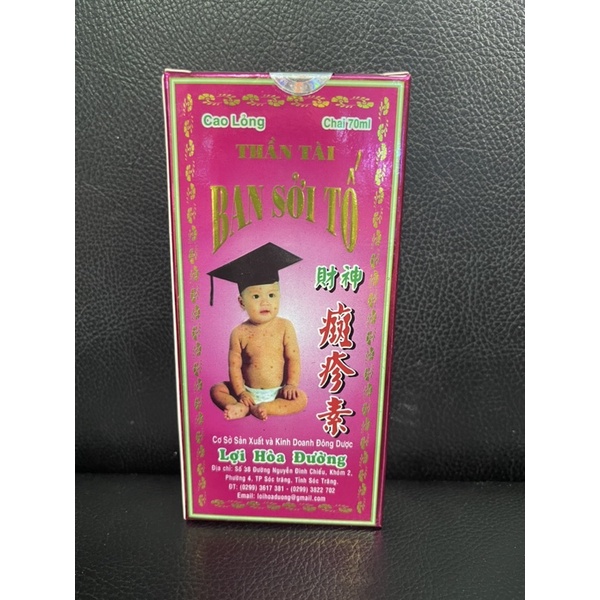 Cao Lỏng Chai 70ml
THẦN TÀI
BAN SỞI TỐ
財神
癍疹素
Cơ Sở Sản Xuất và Kinh Doanh Đông Dược
Lợi Hòa Đường
Địa chỉ: Số 36 Đường Nguyễn Đình Chiểu, Khóm 2,
Phường 4, TP Sóc trăng, Tỉnh Sóc Trăng.
ĐT: (0299) 3617 381 - (0299) 3822 702
Email: loihoaduong@gmail.com